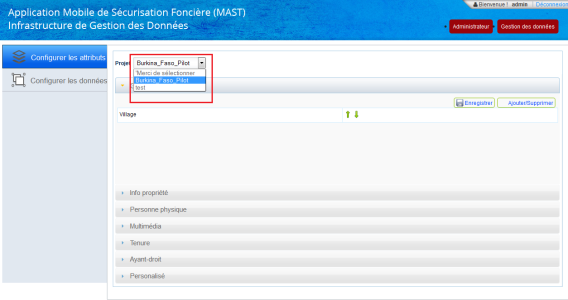 Application Mobile de Sécurisation Foncière (MAST)
Infrastructure de Gestion des Données
Bienvenue ! admin | Déconnexion
Administrateur
Gestion des données
Configurer les attributs
Configurer les données
Projet
Burkina_Faso_Pilot
Merci de sélectionner
Burkina_Faso_Pilot
test
Enregistrer
Ajouter/Supprimer
Village
Info propriété
Personne physique
Multimédia
Tenure
Ayant-droit
Personalisé